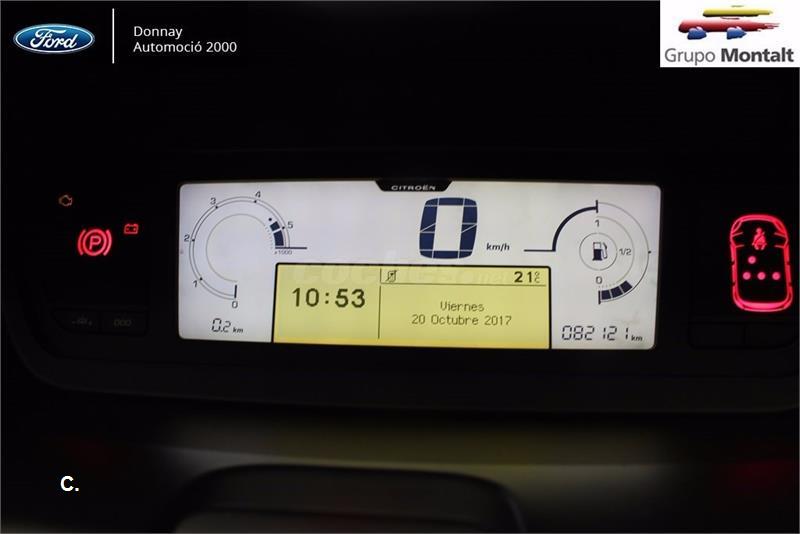 Ford
Donnay
Automoció 2000
Grupo Montalt
CITROËN
0 km/h
4
3
5
2
x1000
1
0
1
1/2
0
P
21°C
10:53
Viernes
20 Octubre 2017
0.2 km
082121 km
C.